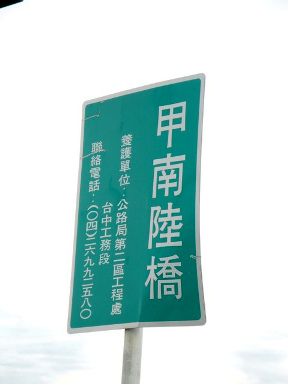 甲南陸橋
養護單位：公路局第二區工程處
台中工務段
聯絡電話：(〇四)二六九九二五八〇